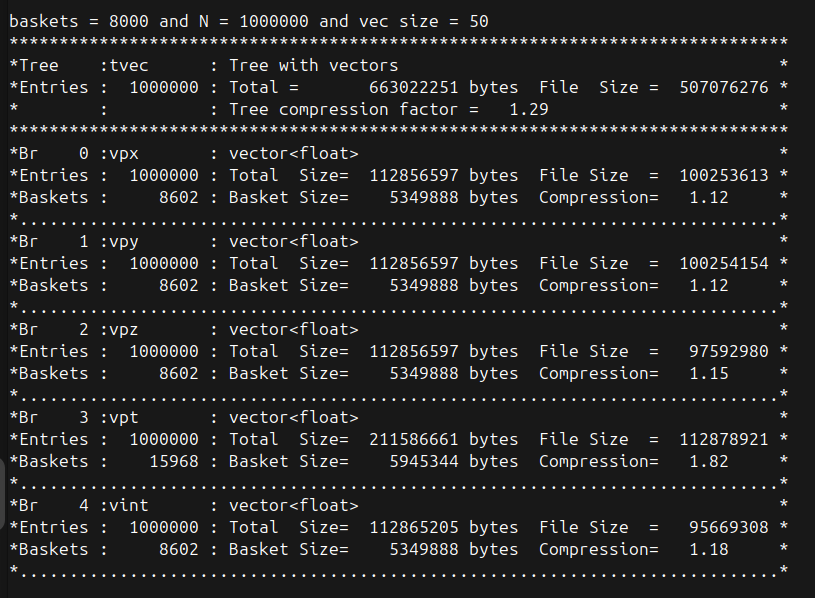 baskets = 8000 and N = 1000000 and vec size = 50
******************************************************************************
*Tree    :tvec      : Tree with vectors                                      *
*Entries :  1000000 : Total =       663022251 bytes  File  Size =  507076276 *
*        :          : Tree compression factor =   1.29                       *
******************************************************************************
*Br    0 :vpx       : vector<float>                                          *
*Entries :  1000000 : Total  Size=  112856597 bytes  File Size  =  100253613 *
*Baskets :     8602 : Basket Size=    5349888 bytes  Compression=   1.12     *
*............................................................................*
*Br    1 :vpy       : vector<float>                                          *
*Entries :  1000000 : Total  Size=  112856597 bytes  File Size  =  100254154 *
*Baskets :     8602 : Basket Size=    5349888 bytes  Compression=   1.12     *
*............................................................................*
*Br    2 :vpz       : vector<float>                                          *
*Entries :  1000000 : Total  Size=  112856597 bytes  File Size  =   97592980 *
*Baskets :     8602 : Basket Size=    5349888 bytes  Compression=   1.15     *
*............................................................................*
*Br    3 :vpt       : vector<float>                                          *
*Entries :  1000000 : Total  Size=  211586661 bytes  File Size  =  112878921 *
*Baskets :    15968 : Basket Size=    5945344 bytes  Compression=   1.82     *
*............................................................................*
*Br    4 :vint      : vector<float>                                          *
*Entries :  1000000 : Total  Size=  112865205 bytes  File Size  =   95669308 *
*Baskets :     8602 : Basket Size=    5349888 bytes  Compression=   1.18     *
*............................................................................*